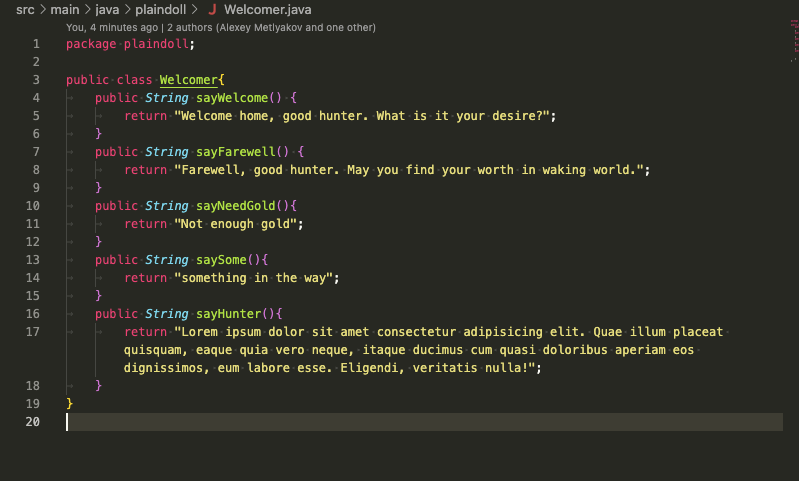 src > main > java > plaindoll > J Welcomer.java
You, 4 minutes ago | 2 authors (Alexey Metlyakov and one other)
1 package plaindoll;
2
3 public class Welcomer{
4 public String sayWelcome() {
5 return "Welcome home, good hunter. What is it your desire?";
6 }
7 public String sayFarewell() {
8 return "Farewell, good hunter. May you find your worth in waking world.";
9 }
10 public String sayNeedGold(){
11 return "Not enough gold";
12 }
13 public String saySome(){
14 return "something in the way";
15 }
16 public String sayHunter(){
17 return "Lorem ipsum dolor sit amet consectetur adipisicing elit. Quae illum placeat
quisquam, eaque quia vero neque, itaque ducimus cum quasi doloribus aperiam eos
dignissimos, eum labore esse. Eligendi, veritatis nulla!";
18 }
19 }
20